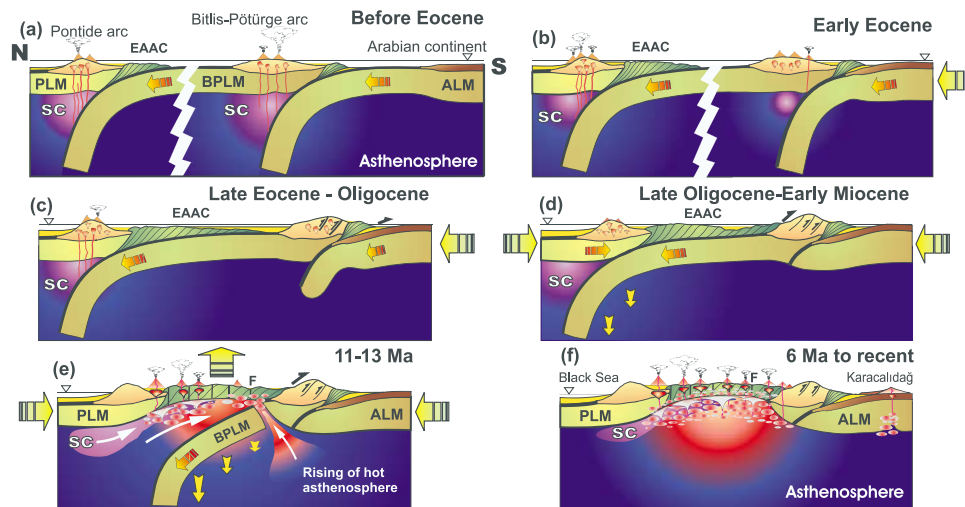 (a)
Before Eocene
Bitlis-Pötürge arc
Pontide arc
EAAC
Arabian continent
N
PLM
BPLM
ALM
SC
SC
Asthenosphere
(b)
Early Eocene
EAAC
S
SC
(c)
Late Eocene - Oligocene
EAAC
SC
(d)
Late Oligocene-Early Miocene
EAAC
SC
(e)
11-13 Ma
F
PLM
ALM
SC
BPLM
Rising of hot
asthenosphere
(f)
6 Ma to recent
Black Sea
F
Karacalıdağ
PLM
ALM
SC
Asthenosphere